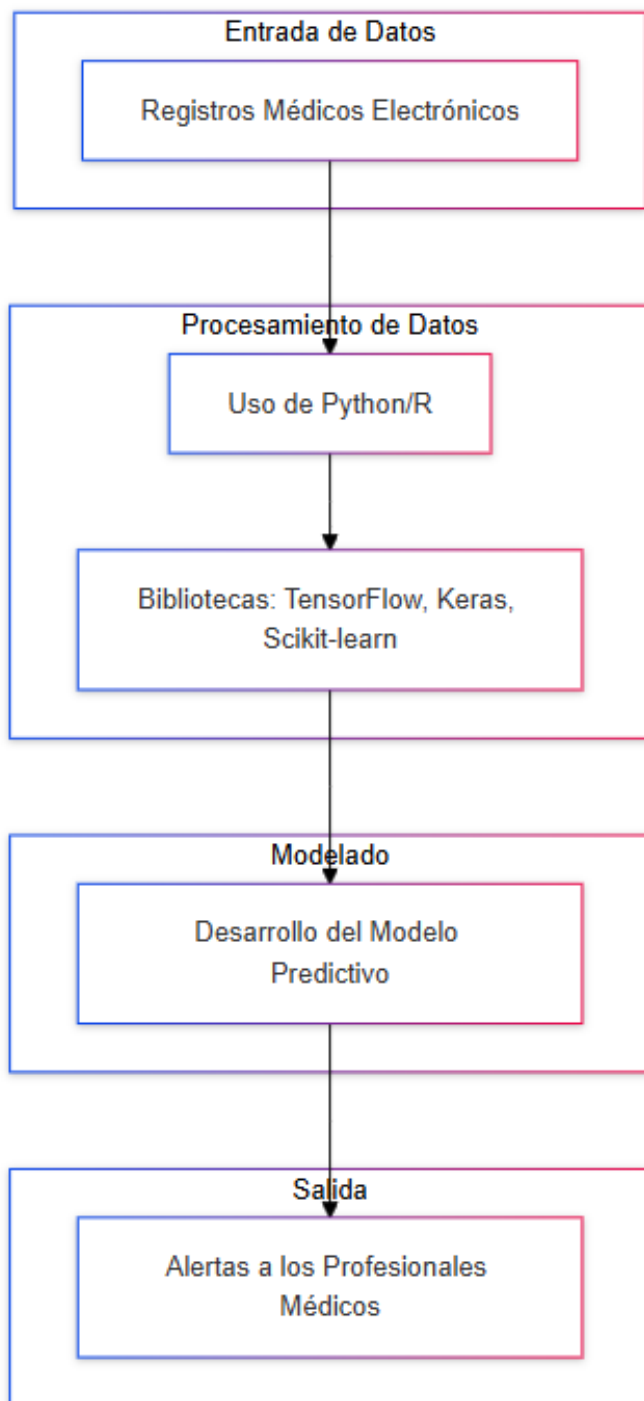 Entrada de Datos
Registros Médicos Electrónicos
Procesamiento de Datos
Uso de Python/R
Bibliotecas: TensorFlow, Keras,
Scikit-learn
Modelado
Desarrollo del Modelo
Predictivo
Salida
Alertas a los Profesionales
Médicos